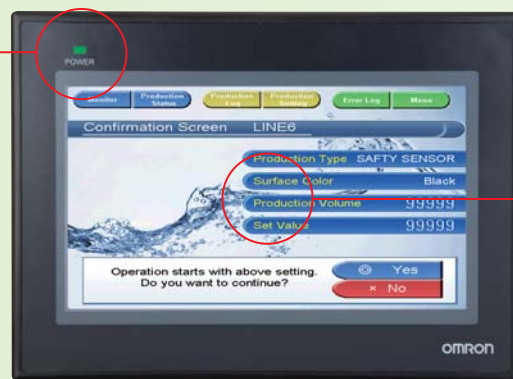 POWER
Monitor Production Status Production Log Production Setting Error Log Menu
Confirmation Screen LINE6
Production Type SAFTY SENSOR
Surface Color Black
Production Volume 99999
Set Value 99999
Operation starts with above setting.
Do you want to continue?
◎ Yes
× No
OMRON